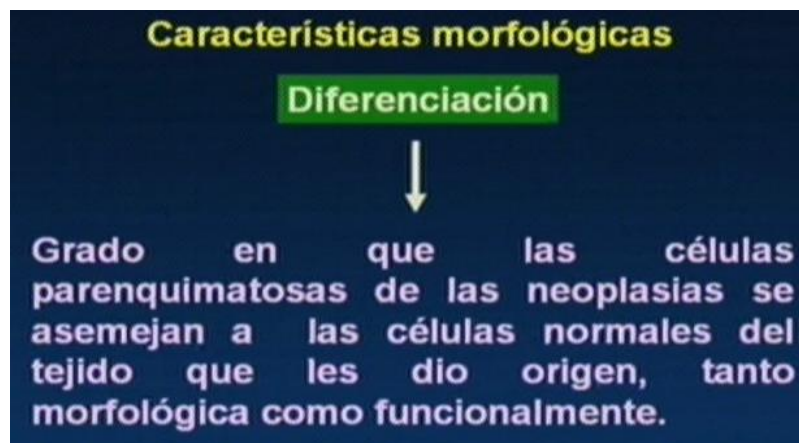 Características morfológicas
Diferenciación
Grado en que las células
parenquimatosas de las neoplasias se
asemejan a las células normales del
tejido que les dio origen, tanto
morfológica como funcionalmente.